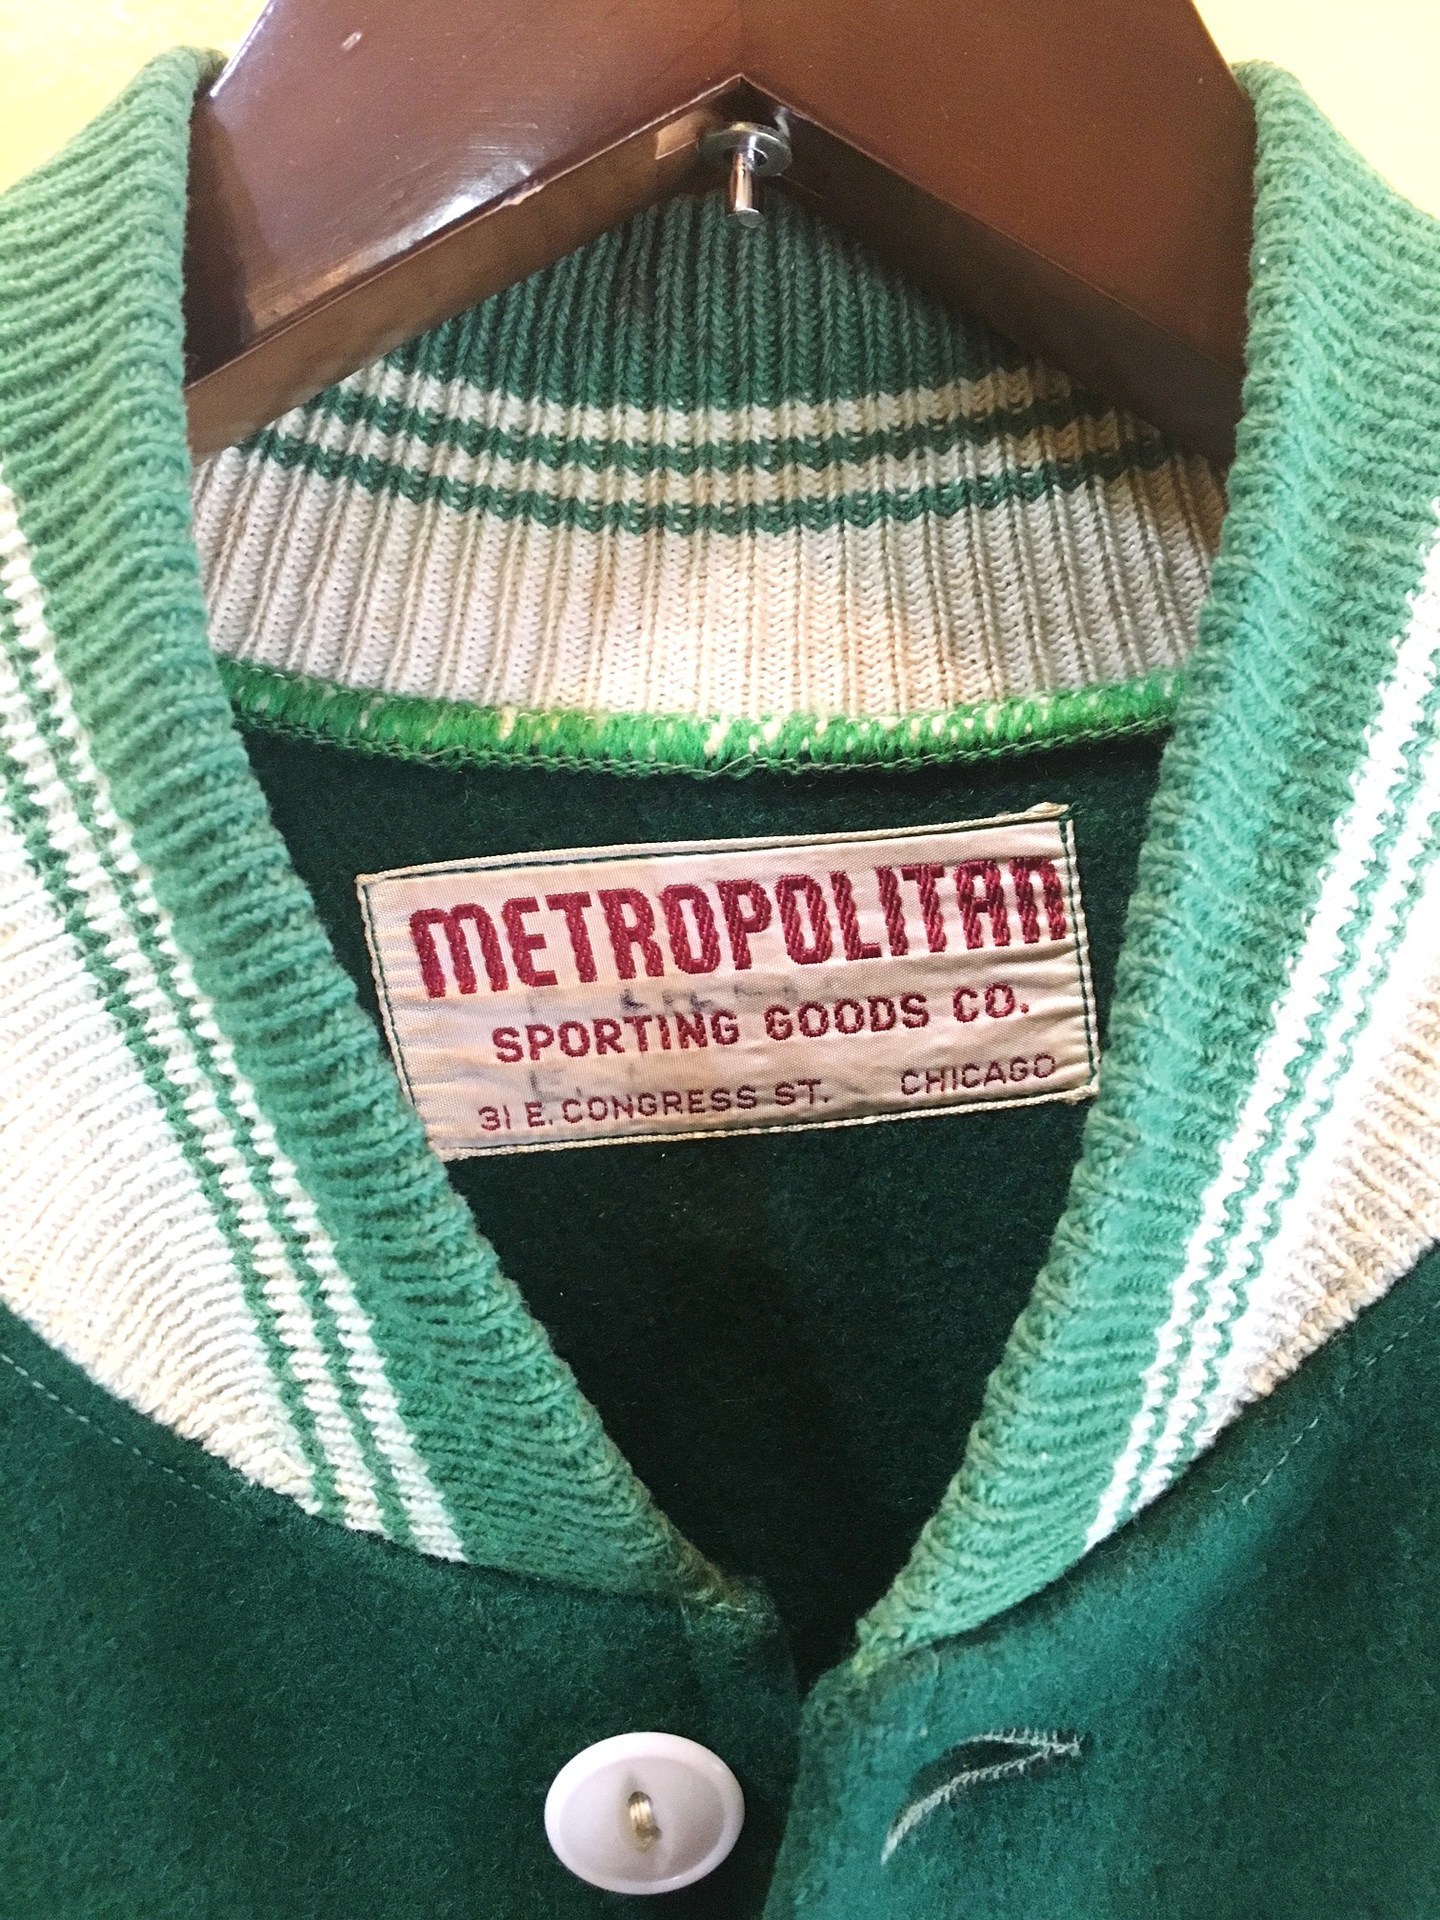 METROPOLITAN
SPORTING GOODS CO.
31 E. CONGRESS ST. CHICAGO